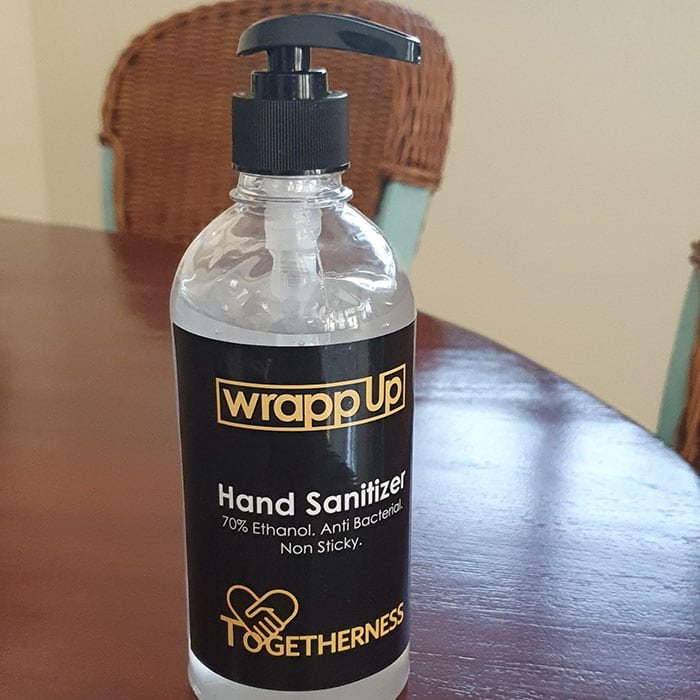 wrapp Up
Hand Sanitizer
70% Ethanol. Anti Bacterial.
Non Sticky.
TOGETHERNESS